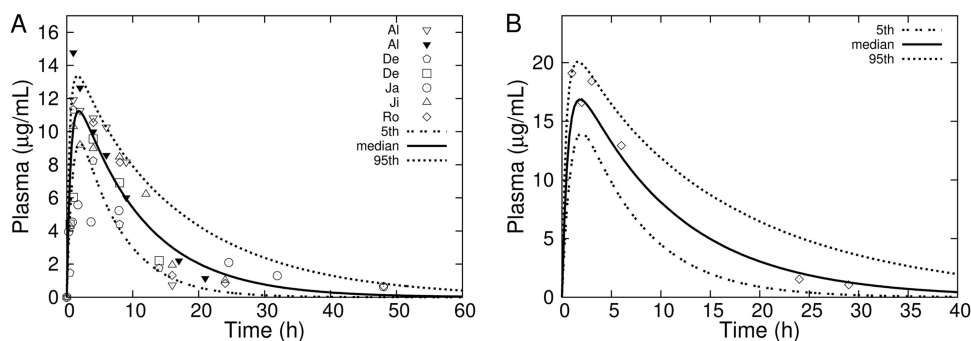 A
Plasma (µg/mL)
16
14
12
10
8
6
4
2
0
0 10 20 30 40 50 60
Time (h)
Al
Al
De
De
Ja
Ji
Ro
5th
median
95th
B
Plasma (µg/mL)
20
15
10
5
0
0 5 10 15 20 25 30 35 40
Time (h)
5th
median
95th